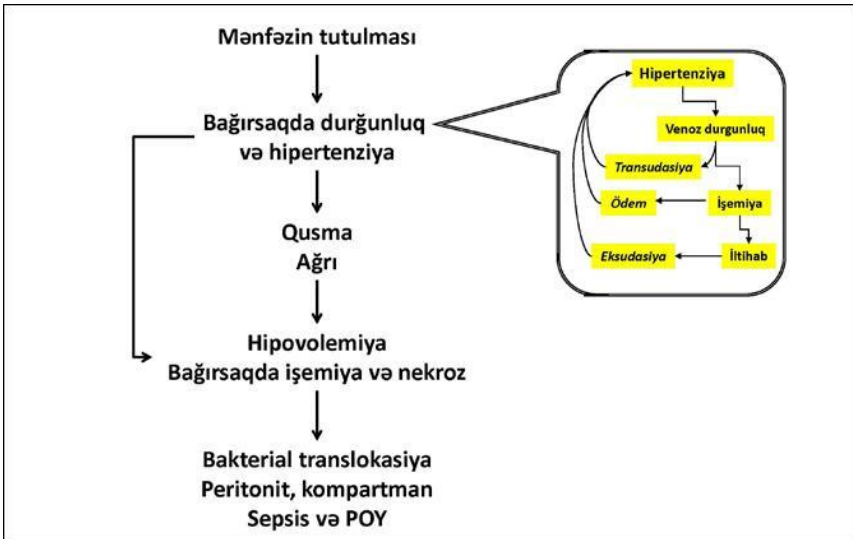 Mənfəzin tutulması
Bağırsaqda durğunluq
və hipertenziya
Qusma
Ağrı
Hipovolemiya
Bağırsaqda işemiya və nekroz
Bakterial translokasiya
Peritonit, kompartman
Sepsis və POY
Hipertenziya
Venoz durgunluq
Transudasiya
Ödem
İşemiya
Eksudasiya
İltihab